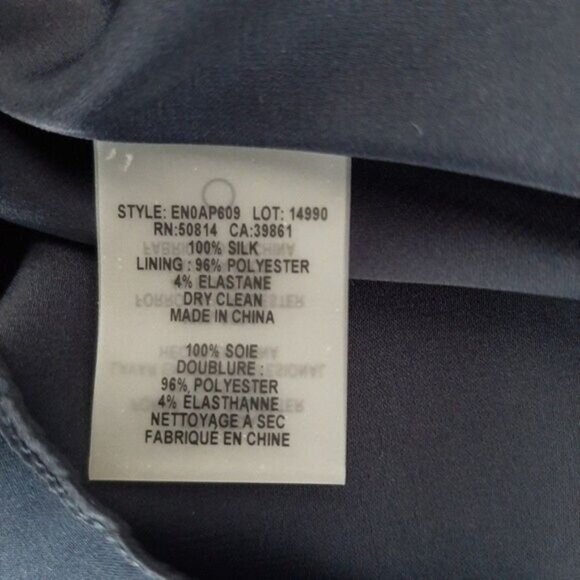 STYLE: EN0AP609 LOT: 14990
RN:50814 CA:39861
100% SILK
LINING : 96% POLYESTER
4% ELASTANE
DRY CLEAN
MADE IN CHINA
100% SOIE
DOUBLURE :
96% POLYESTER
4% ELASTHANNE
NETTOYAGE A SEC
FABRIQUE EN CHINE